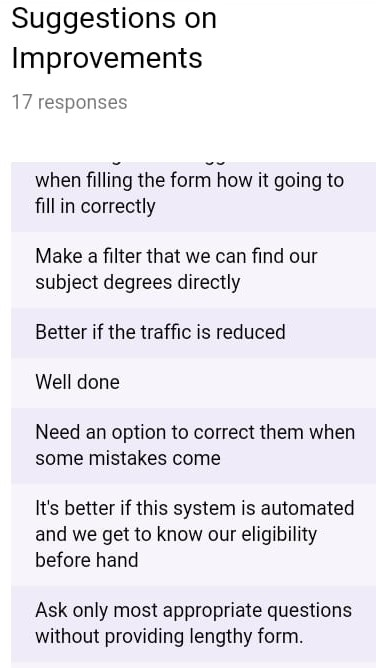 Suggestions on
Improvements
17 responses
when filling the form how it going to
fill in correctly
Make a filter that we can find our
subject degrees directly
Better if the traffic is reduced
Well done
Need an option to correct them when
some mistakes come
It's better if this system is automated
and we get to know our eligibility
before hand
Ask only most appropriate questions
without providing lengthy form.